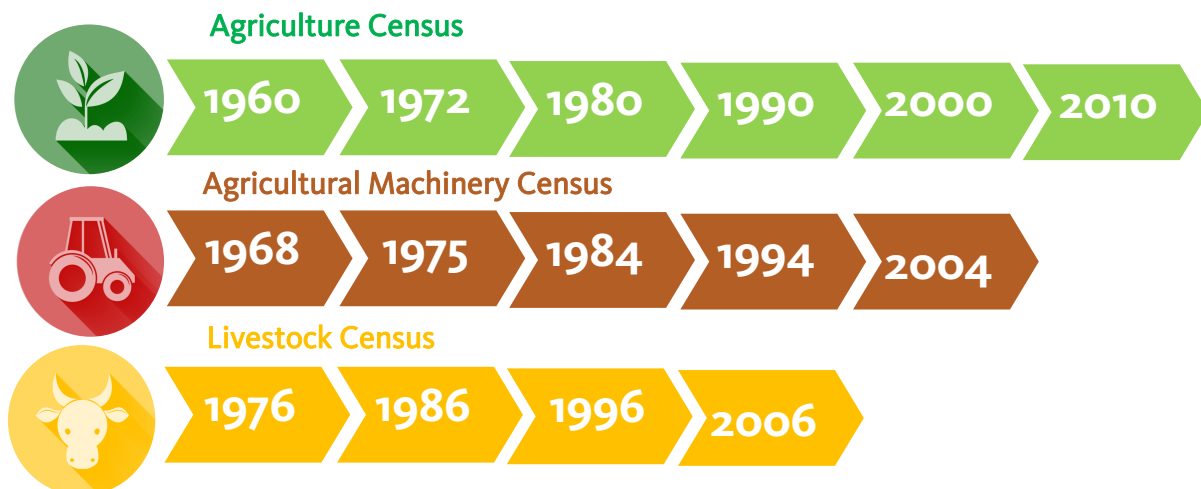 Agriculture Census
1960 1972 1980 1990 2000 2010
Agricultural Machinery Census
1968 1975 1984 1994 2004
Livestock Census
1976 1986 1996 2006